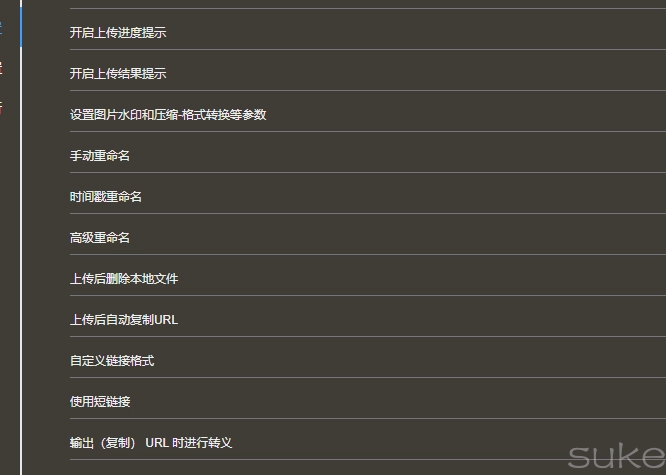 开启上传进度提示
开启上传结果提示
设置图片水印和压缩-格式转换等参数
手动重命名
时间戳重命名
高级重命名
上传后删除本地文件
上传后自动复制URL
自定义链接格式
使用短链接
输出（复制） URL 时进行转义
suke